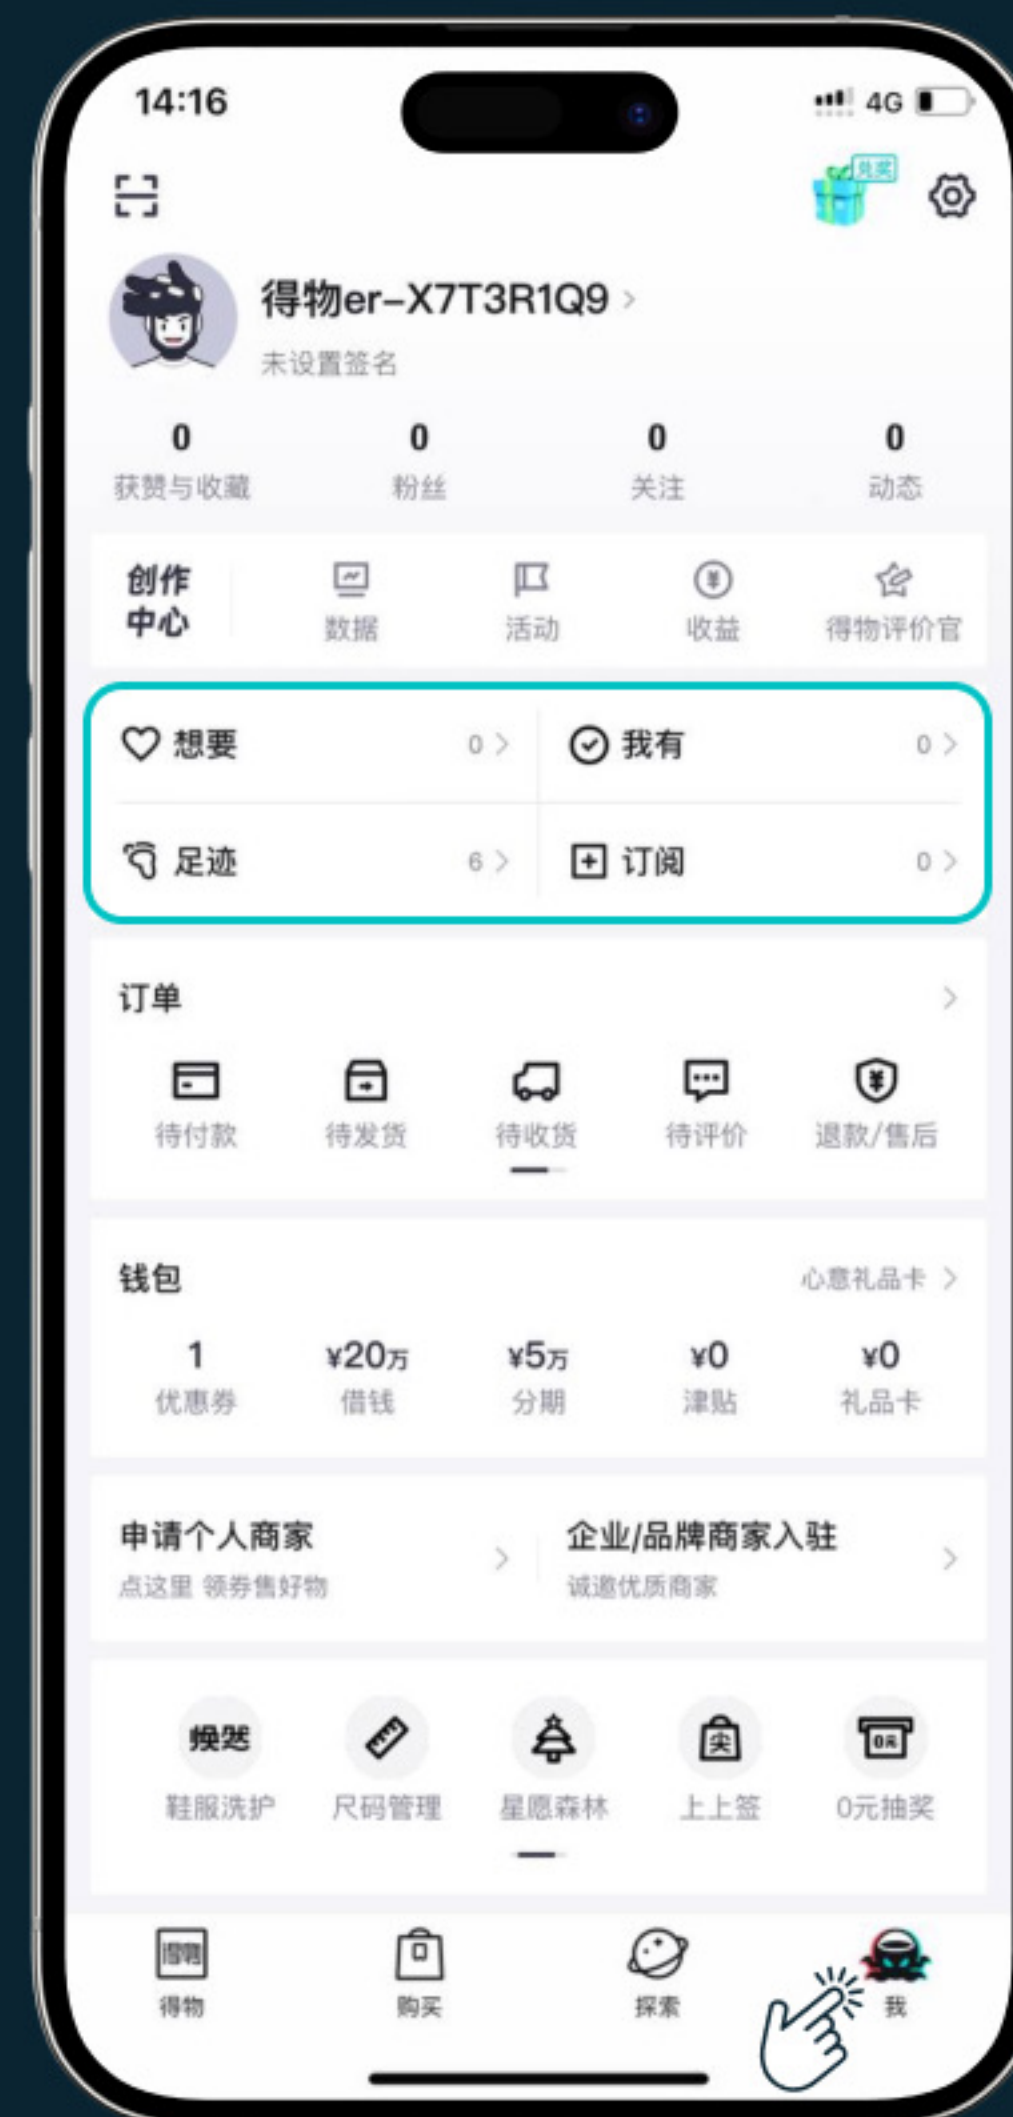 14:16
4G
兑奖
得物er-X7T3R1Q9 >
未设置签名
0 0 0 0
获赞与收藏 粉丝 关注 动态
创作
中心
数据 活动 收益 得物评价官
想要 0 > 我有 0 >
足迹 6 > 订阅 0 >
订单 >
待付款 待发货 待收货 待评价 退款/售后
钱包 心意礼品卡 >
1 ¥20万 ¥5万 ¥0 ¥0
优惠券 借钱 分期 津贴 礼品卡
申请个人商家 > 企业/品牌商家入驻 >
点这里 领券售好物 诚邀优质商家
焕然 尖 0元
鞋服洗护 尺码管理 星愿森林 上上签 0元抽奖
得物
得物 购买 探索 我